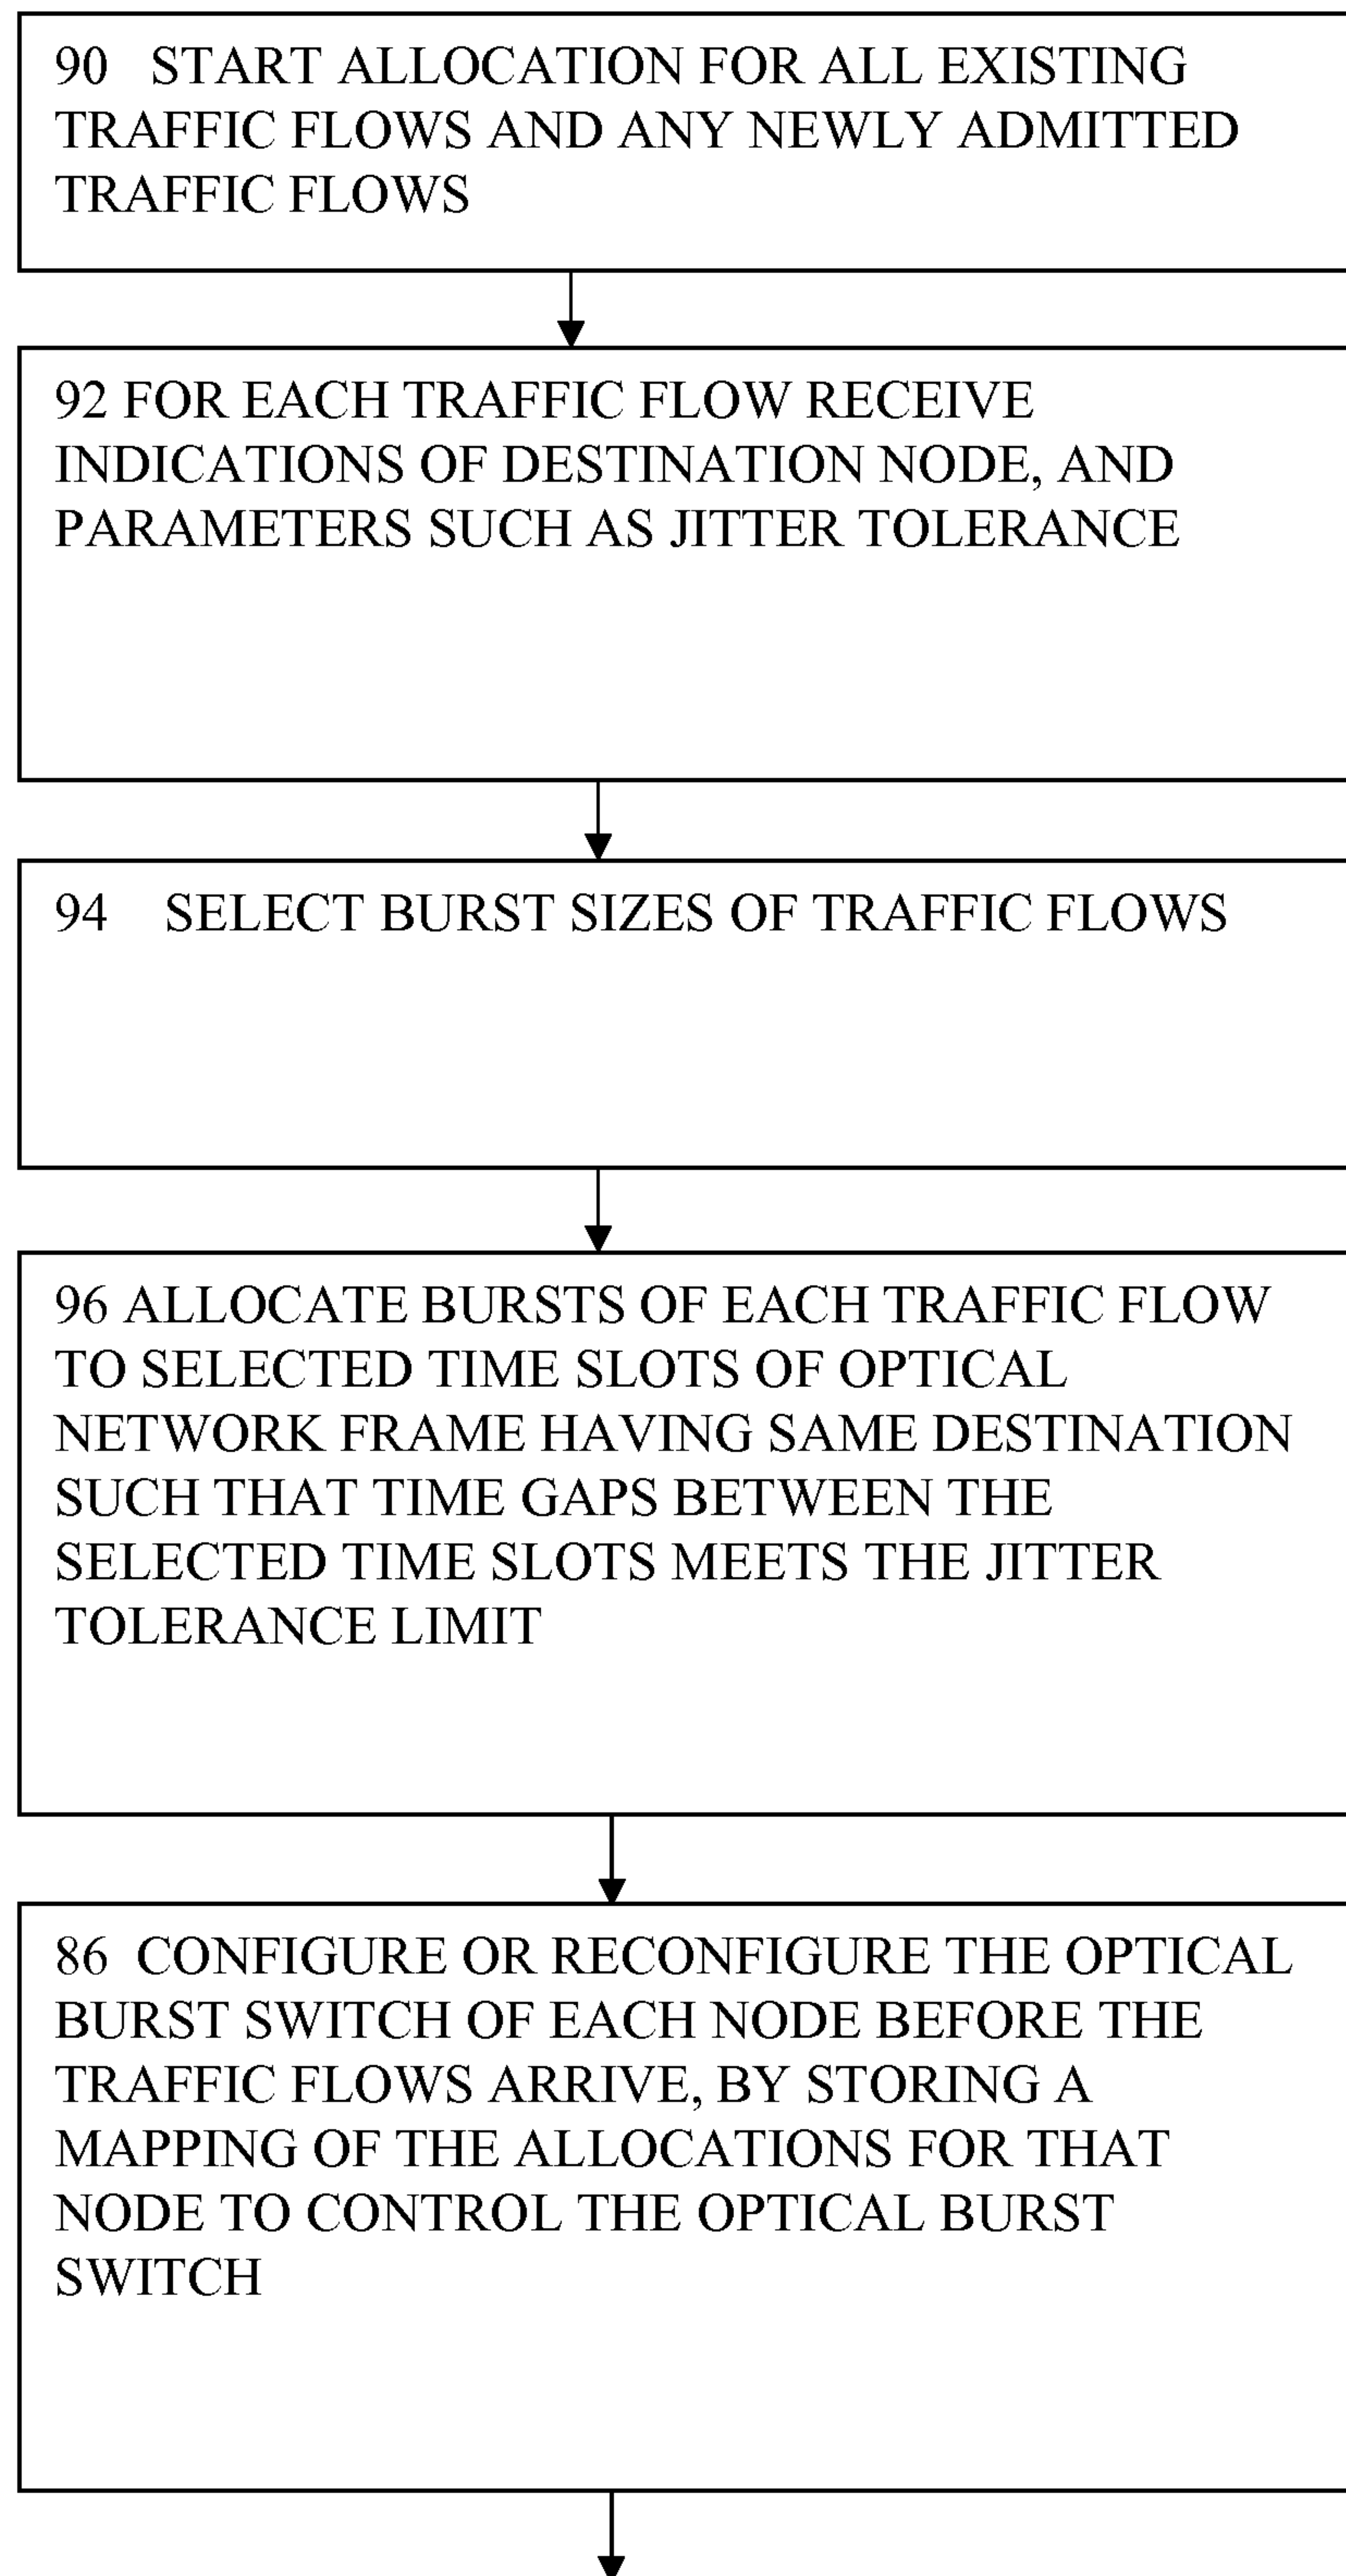 90 START ALLOCATION FOR ALL EXISTING
TRAFFIC FLOWS AND ANY NEWLY ADMITTED
TRAFFIC FLOWS
92 FOR EACH TRAFFIC FLOW RECEIVE
INDICATIONS OF DESTINATION NODE, AND
PARAMETERS SUCH AS JITTER TOLERANCE
94 SELECT BURST SIZES OF TRAFFIC FLOWS
96 ALLOCATE BURSTS OF EACH TRAFFIC FLOW
TO SELECTED TIME SLOTS OF OPTICAL
NETWORK FRAME HAVING SAME DESTINATION
SUCH THAT TIME GAPS BETWEEN THE
SELECTED TIME SLOTS MEETS THE JITTER
TOLERANCE LIMIT
86 CONFIGURE OR RECONFIGURE THE OPTICAL
BURST SWITCH OF EACH NODE BEFORE THE
TRAFFIC FLOWS ARRIVE, BY STORING A
MAPPING OF THE ALLOCATIONS FOR THAT
NODE TO CONTROL THE OPTICAL BURST
SWITCH